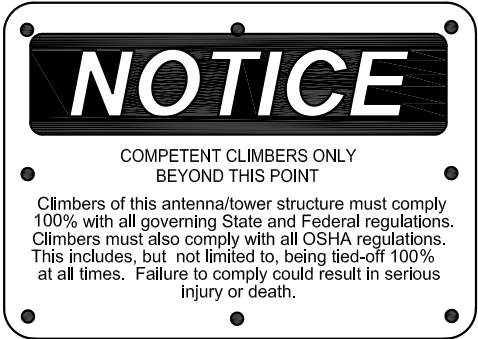 NOTICE
COMPETENT CLIMBERS ONLY
BEYOND THIS POINT
Climbers of this antenna/tower structure must comply
100% with all governing State and Federal regulations.
Climbers must also comply with all OSHA regulations.
This includes, but not limited to, being tied-off 100%
at all times. Failure to comply could result in serious
injury or death.